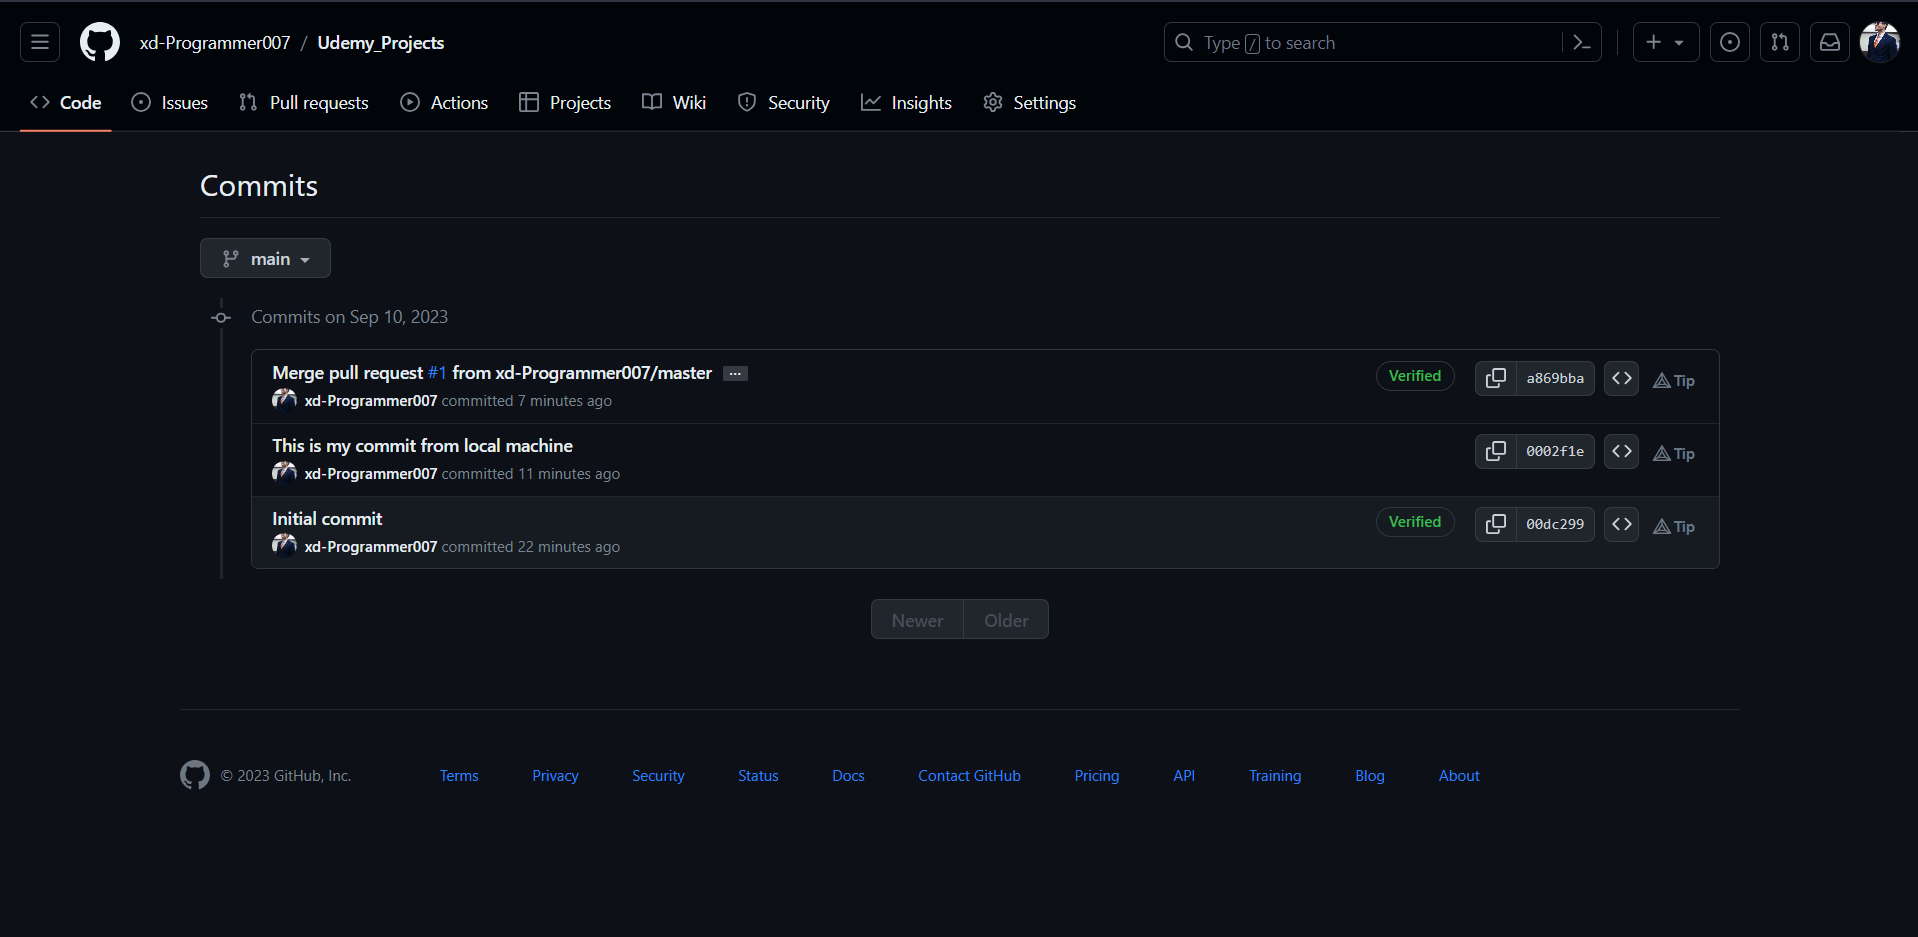 xd-Programmer007 / Udemy_Projects
Type / to search
Code Issues Pull requests Actions Projects Wiki Security Insights Settings
Commits
main
Commits on Sep 10, 2023
Merge pull request #1 from xd-Programmer007/master ...
Verified a869bba Tip
xd-Programmer007 committed 7 minutes ago
This is my commit from local machine
0002f1e Tip
xd-Programmer007 committed 11 minutes ago
Initial commit
Verified 00dc299 Tip
xd-Programmer007 committed 22 minutes ago
Newer Older
© 2023 GitHub, Inc. Terms Privacy Security Status Docs Contact GitHub Pricing API Training Blog About